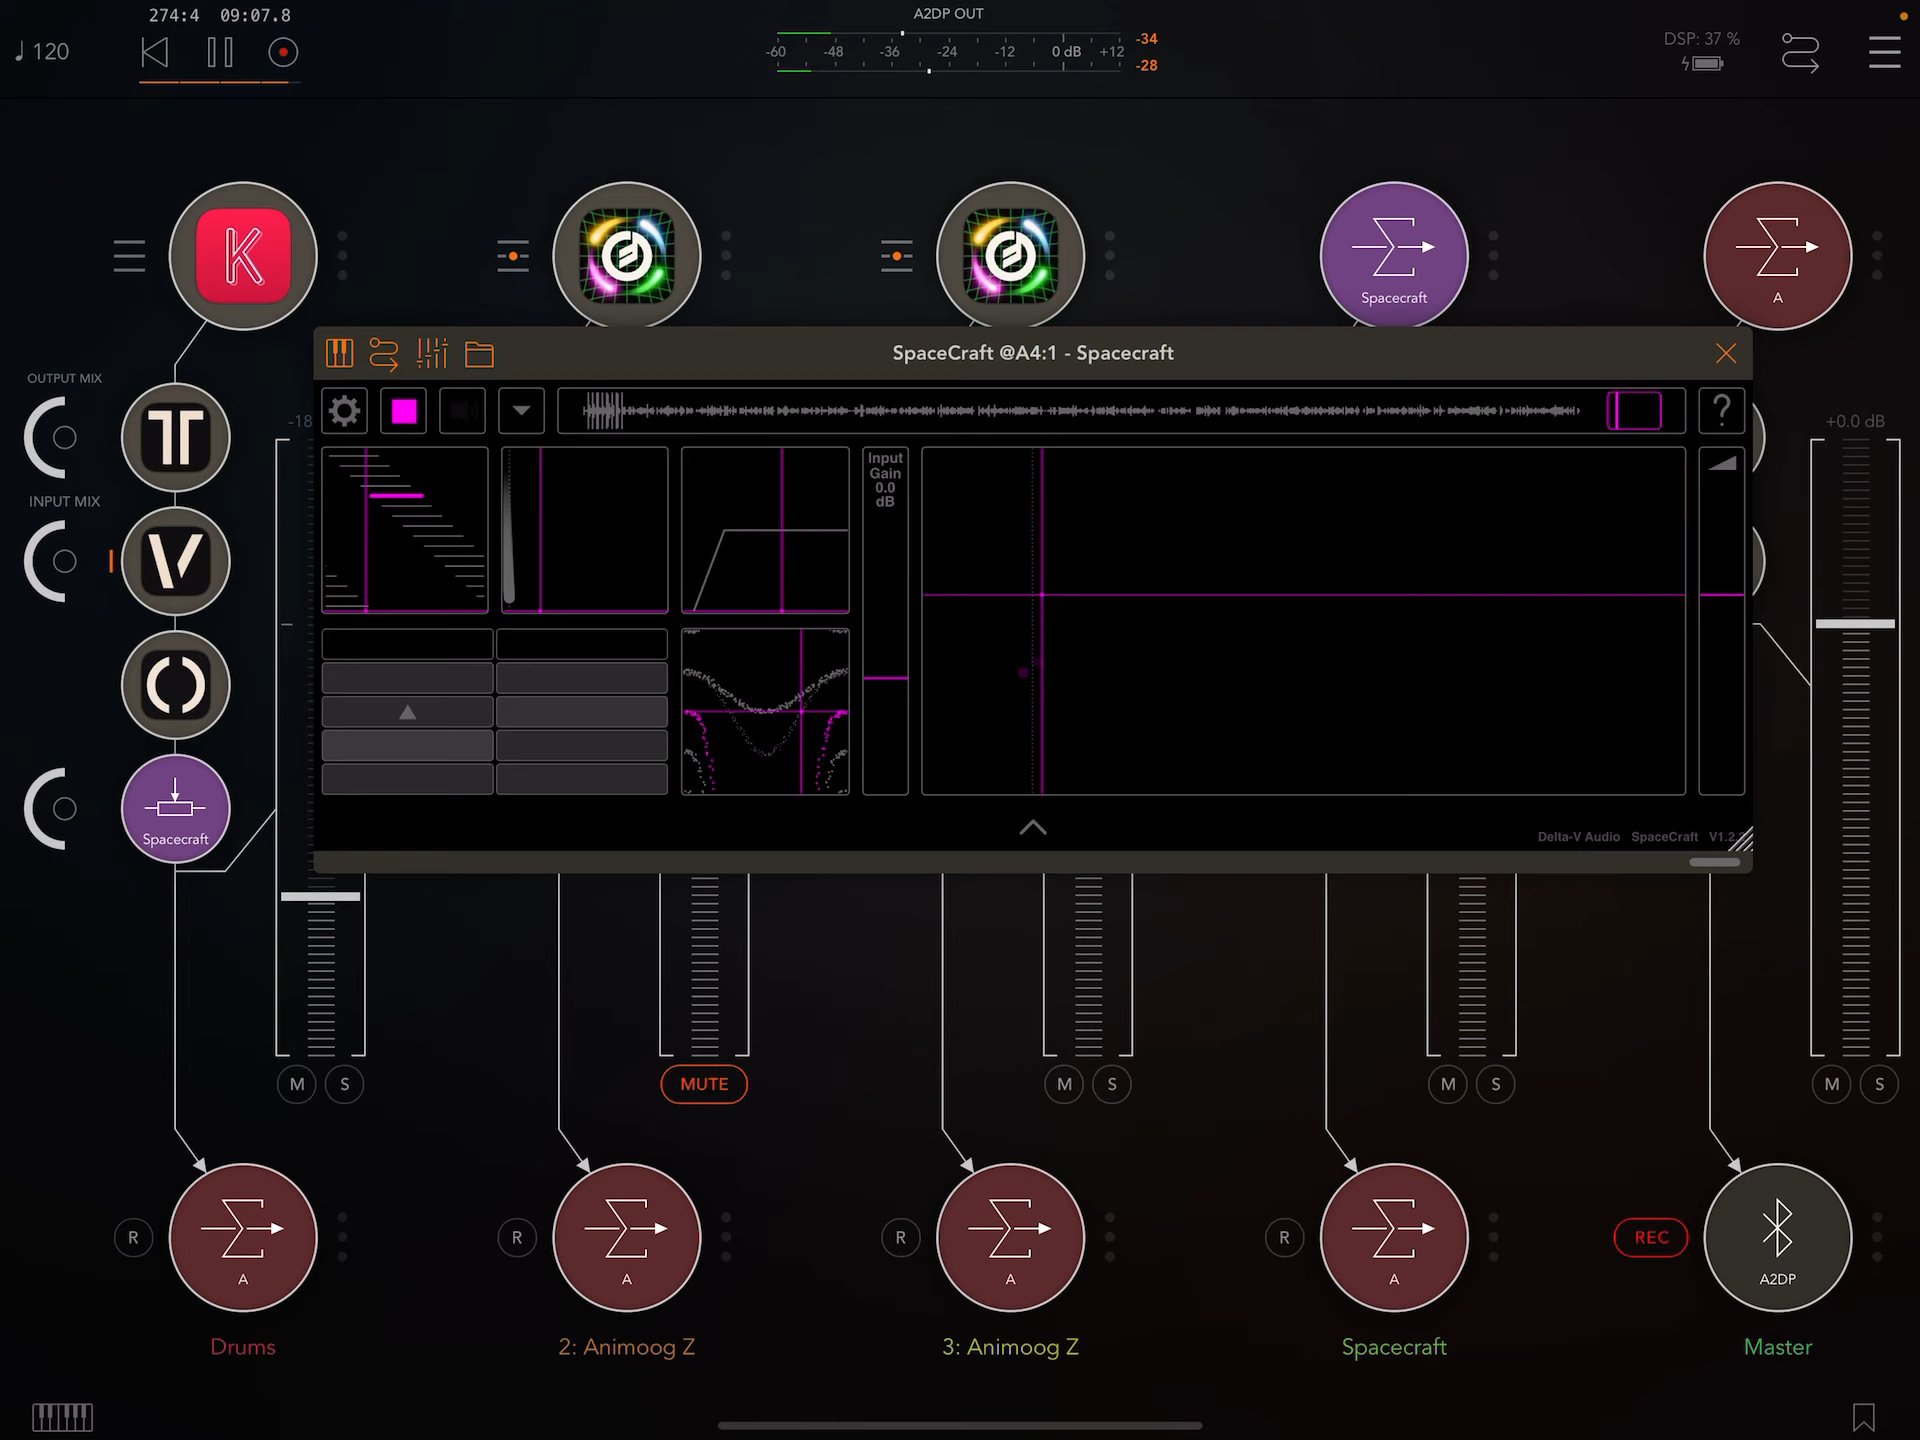 274:4 09:07.8
120
A2DP OUT
-60 -48 -36 -24 -12 0 dB +12
-34
-28
DSP: 37 %
K
Spacecraft
A
SpaceCraft @A4:1 - Spacecraft
OUTPUT MIX
-18
+0.0 dB
?
Input
Gain
0.0
dB
INPUT MIX
V
Spacecraft
Delta-V Audio SpaceCraft V1.2
M S
MUTE
M S
M S
M S
R
R
R
R
REC
A
A
A
A
A2DP
Drums
2: Animoog Z
3: Animoog Z
Spacecraft
Master